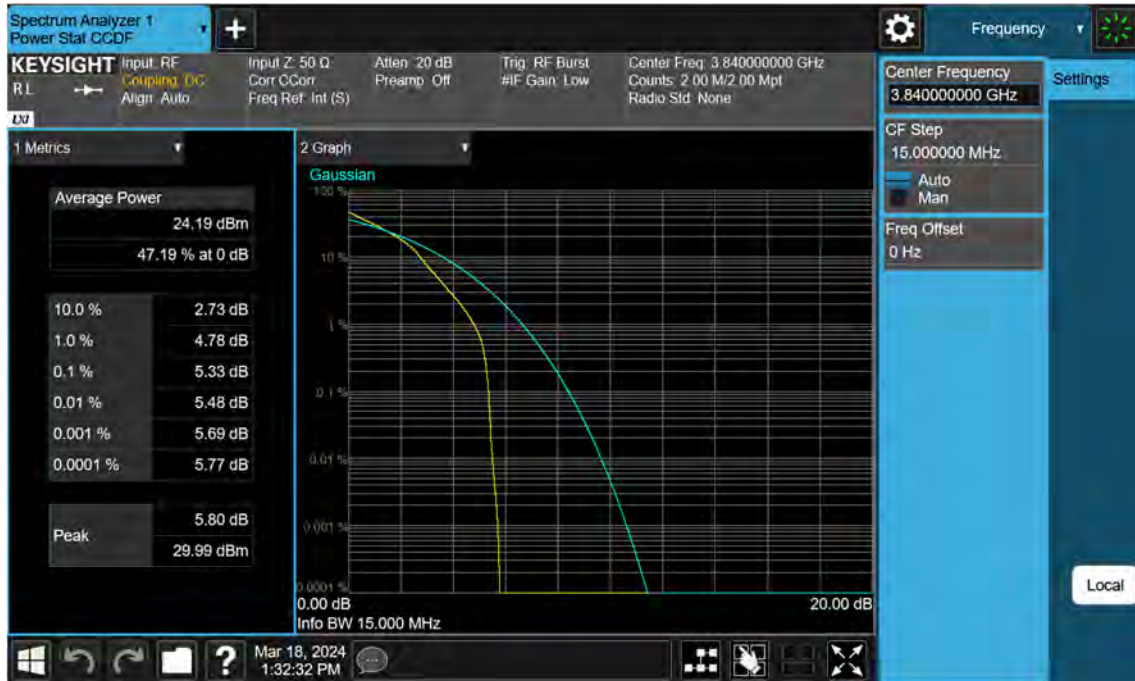 Spectrum Analyzer 1
Power Stat CCDF
+
Frequency
KEYSIGHT
RL
LXI
Input: RF
Coupling: DC
Align: Auto
Input Z: 50 Ω
Corr CCorr
Freq Ref: Int (S)
Atten: 20 dB
Preamp: Off
Trig: RF Burst
#IF Gain: Low
Center Freq: 3.840000000 GHz
Counts: 2.00 M/2.00 Mpt
Radio Std: None
Center Frequency
3.840000000 GHz
Settings
CF Step
15.000000 MHz
Auto
Man
Freq Offset
0 Hz
1 Metrics
Average Power
24.19 dBm
47.19 % at 0 dB
10.0 % 2.73 dB
1.0 % 4.78 dB
0.1 % 5.33 dB
0.01 % 5.48 dB
0.001 % 5.69 dB
0.0001 % 5.77 dB
Peak
5.80 dB
29.99 dBm
2 Graph
Gaussian
100 %
10 %
1 %
0.1 %
0.01 %
0.001 %
0.0001 %
0.00 dB 20.00 dB
Info BW 15.000 MHz
Local
?
Mar 18, 2024
1:32:32 PM